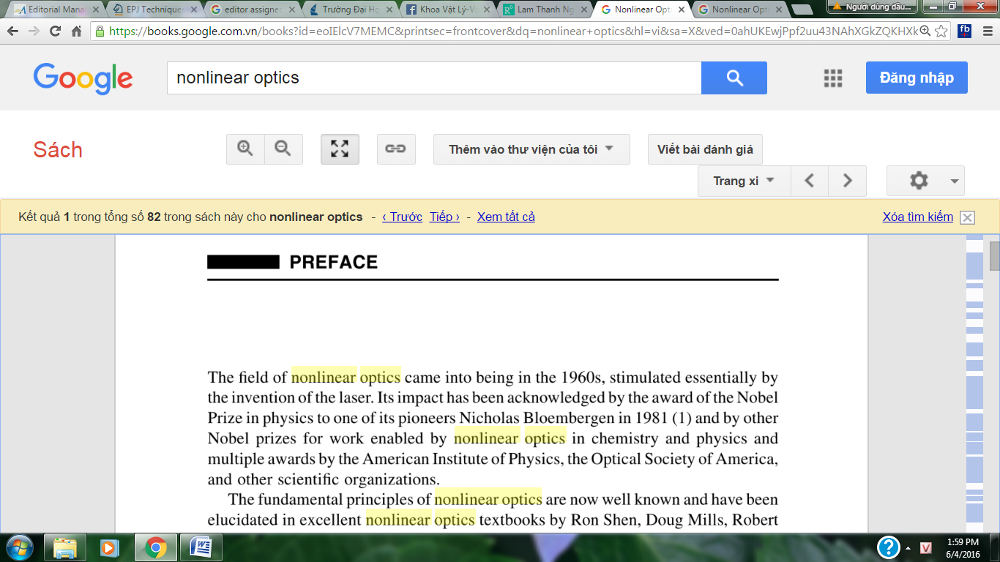 Editorial Mana
EPJ Technique
editor assigned
Trường Đại Họ
Khoa Vật Lý-V
Lam Thanh Ng
Nonlinear Opt
Nonlinear Opt
Người dùng đầu...
https://books.google.com.vn/books?id=eoIElcV7MEMC&printsec=frontcover&dq=nonlinear+optics&hl=vi&sa=X&ved=0ahUKEwjPpf2uu43NAhXGkZQKHXk
fb
Google
nonlinear optics
Đăng nhập
Sách
Thêm vào thư viện của tôi
Viết bài đánh giá
Trang xi
Kết quả 1 trong tổng số 82 trong sách này cho nonlinear optics - ‹ Trước Tiếp › - Xem tất cả
Xóa tìm kiếm
PREFACE
The field of nonlinear optics came into being in the 1960s, stimulated essentially by
the invention of the laser. Its impact has been acknowledged by the award of the Nobel
Prize in physics to one of its pioneers Nicholas Bloembergen in 1981 (1) and by other
Nobel prizes for work enabled by nonlinear optics in chemistry and physics and
multiple awards by the American Institute of Physics, the Optical Society of America,
and other scientific organizations.
The fundamental principles of nonlinear optics are now well known and have been
elucidated in excellent nonlinear optics textbooks by Ron Shen, Doug Mills, Robert
V
1:59 PM
6/4/2016